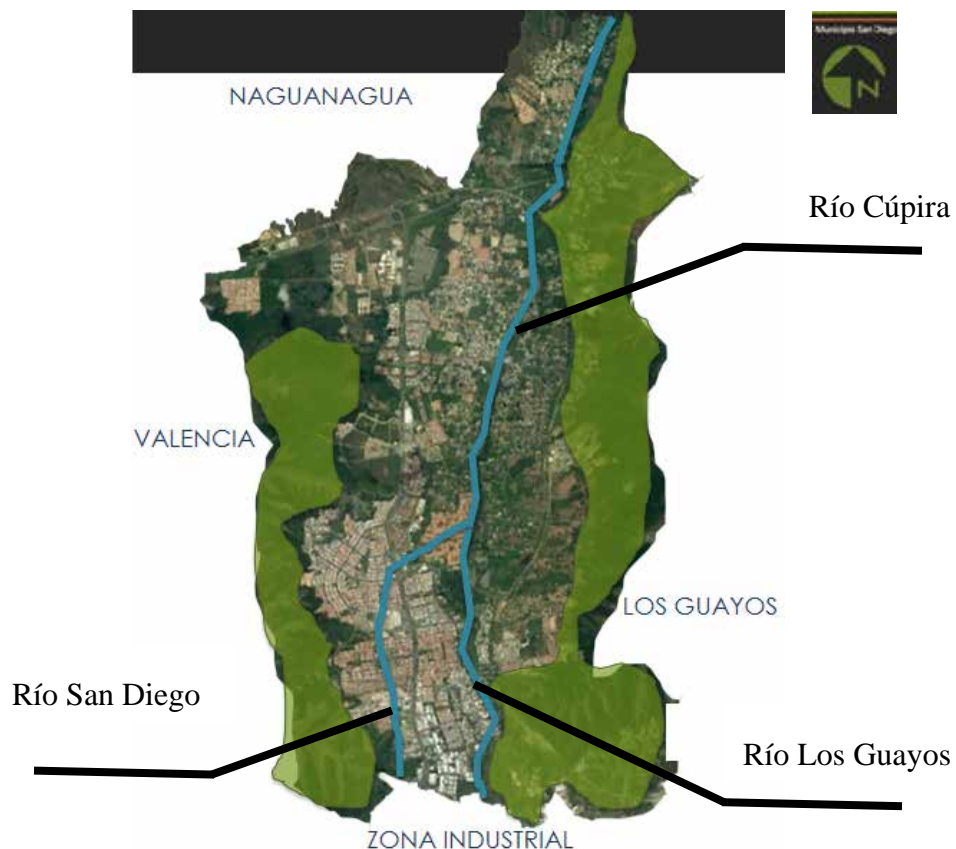 Municipio San Diego
N
NAGUANAGUA
Río Cúpira
VALENCIA
LOS GUAYOS
Río San Diego
Río Los Guayos
ZONA INDUSTRIAL